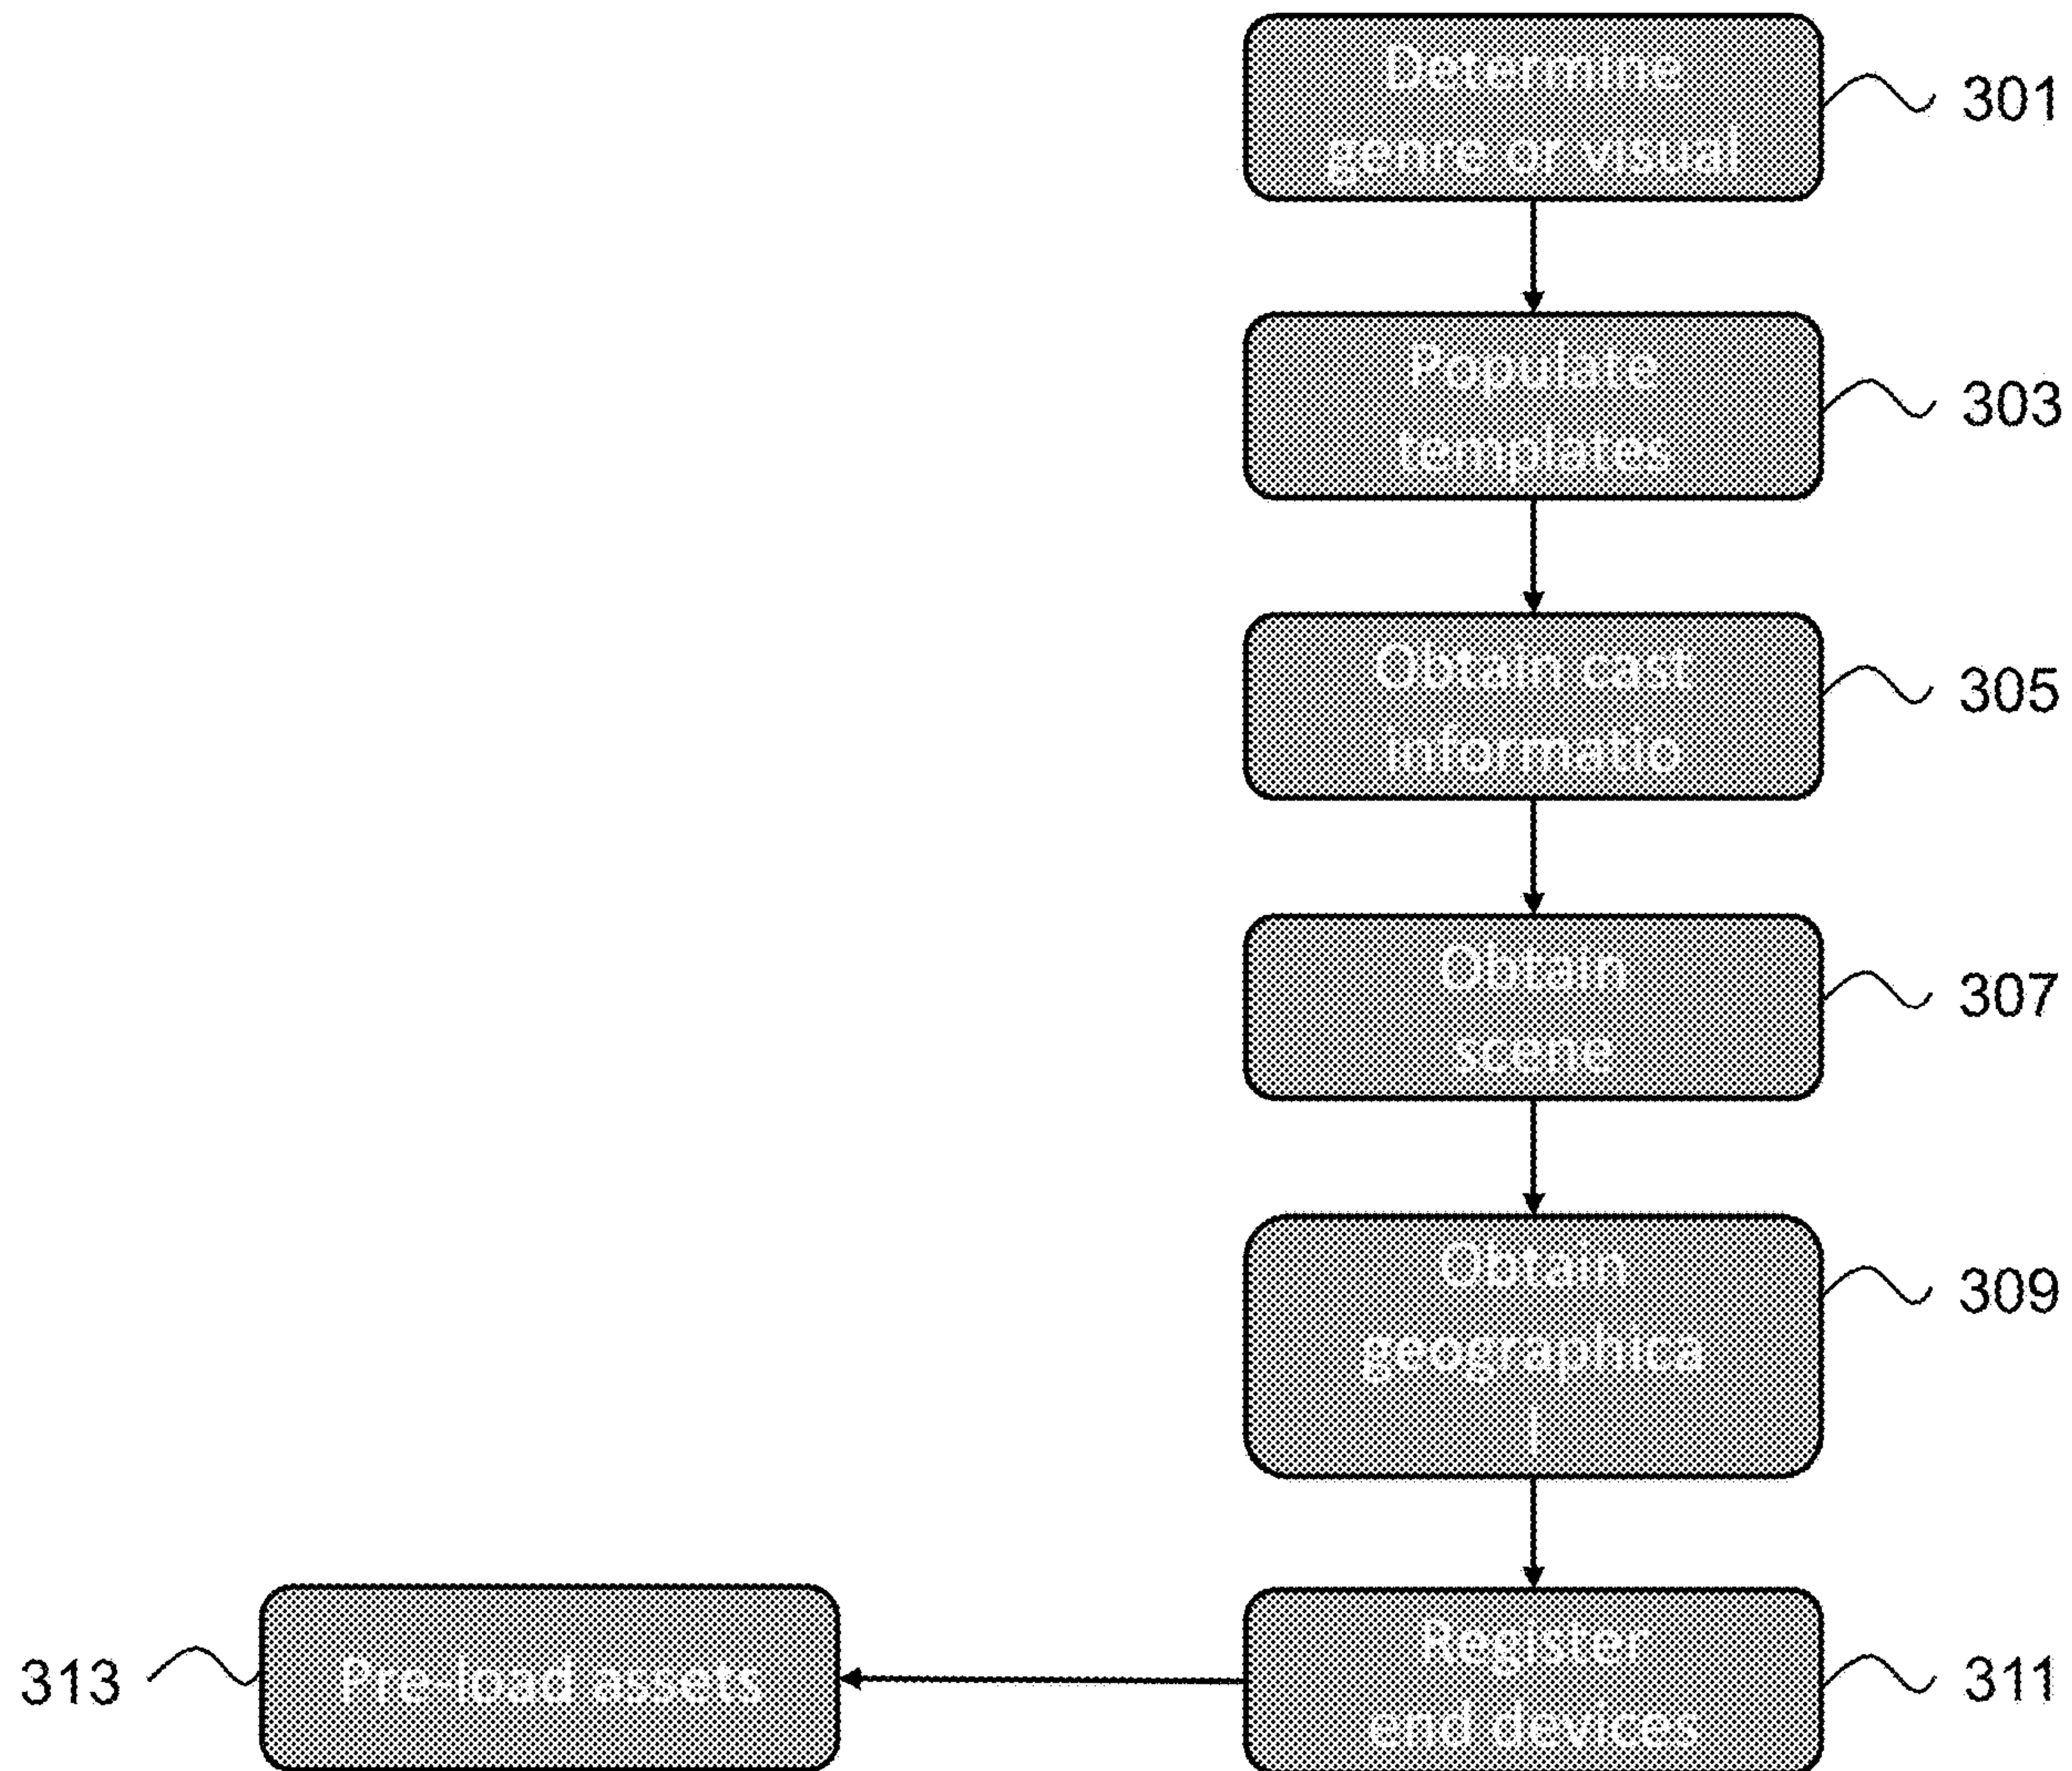 Determine
genre or visual
301
Populate
templates
303
Obtain cast
informatio
305
Obtain
scene
307
Obtain
geographica
l
309
Register
end devices
311
Pre-load assets
313